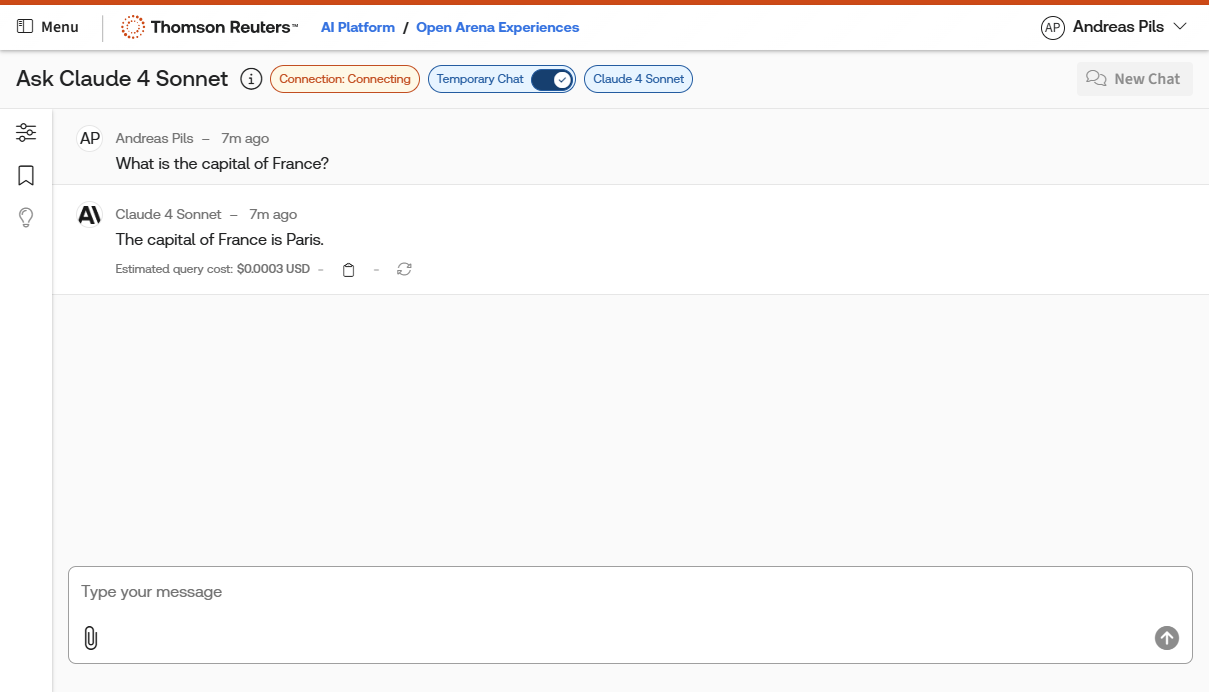 Menu
Thomson Reuters™
AI Platform / Open Arena Experiences
AP
Andreas Pils
Ask Claude 4 Sonnet
Connection: Connecting
Temporary Chat
Claude 4 Sonnet
New Chat
AP
Andreas Pils – 7m ago
What is the capital of France?
Claude 4 Sonnet – 7m ago
The capital of France is Paris.
Estimated query cost: $0.0003 USD - -
Type your message